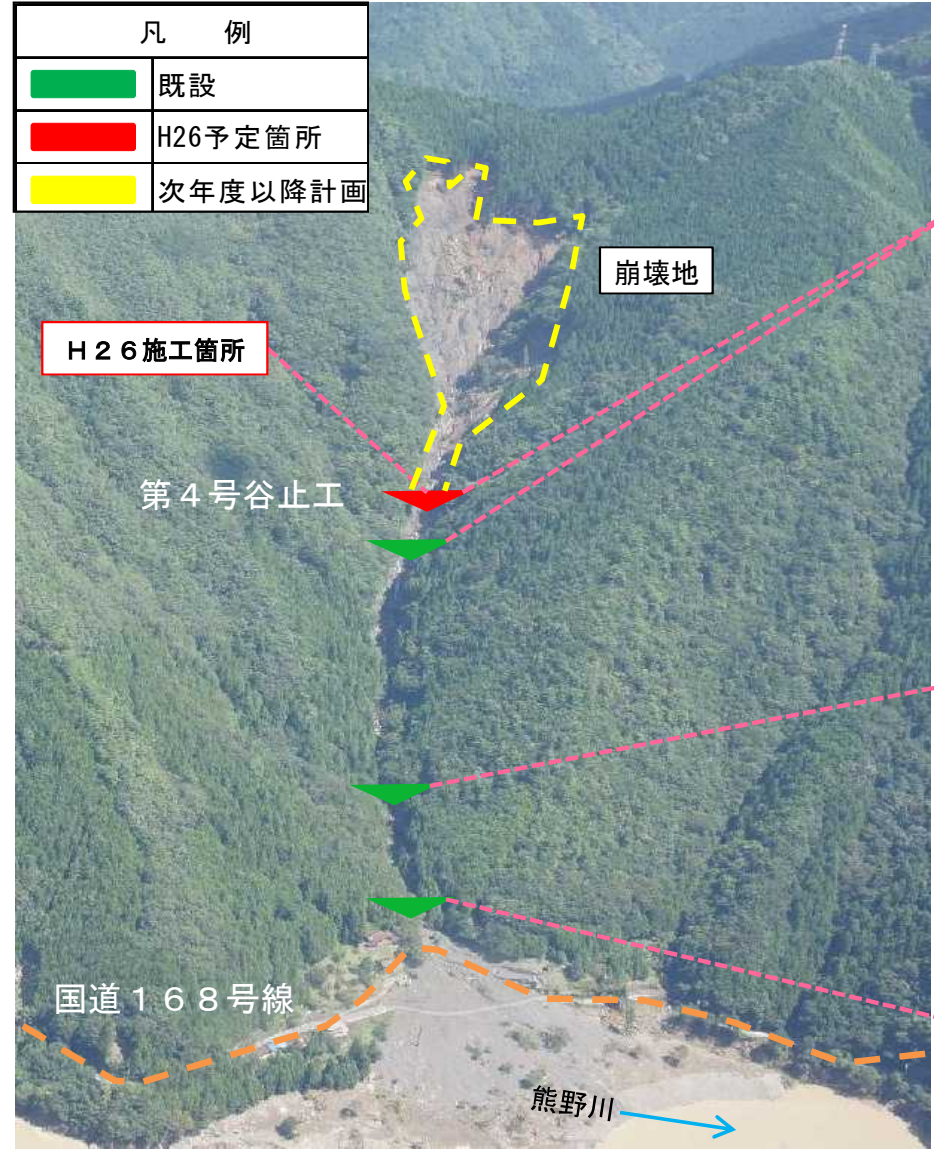 凡　例
既設
H26予定箇所
次年度以降計画
崩壊地
Ｈ２６施工箇所
第４号谷止工
国道１６８号線
熊野川